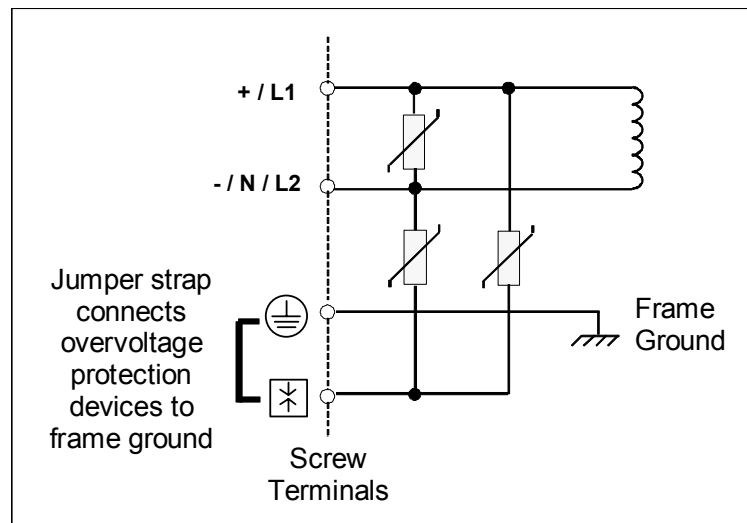 + / L1
- / N / L2
Jumper strap
connects
overvoltage
protection
devices to
frame ground
Frame
Ground
Screw
Terminals